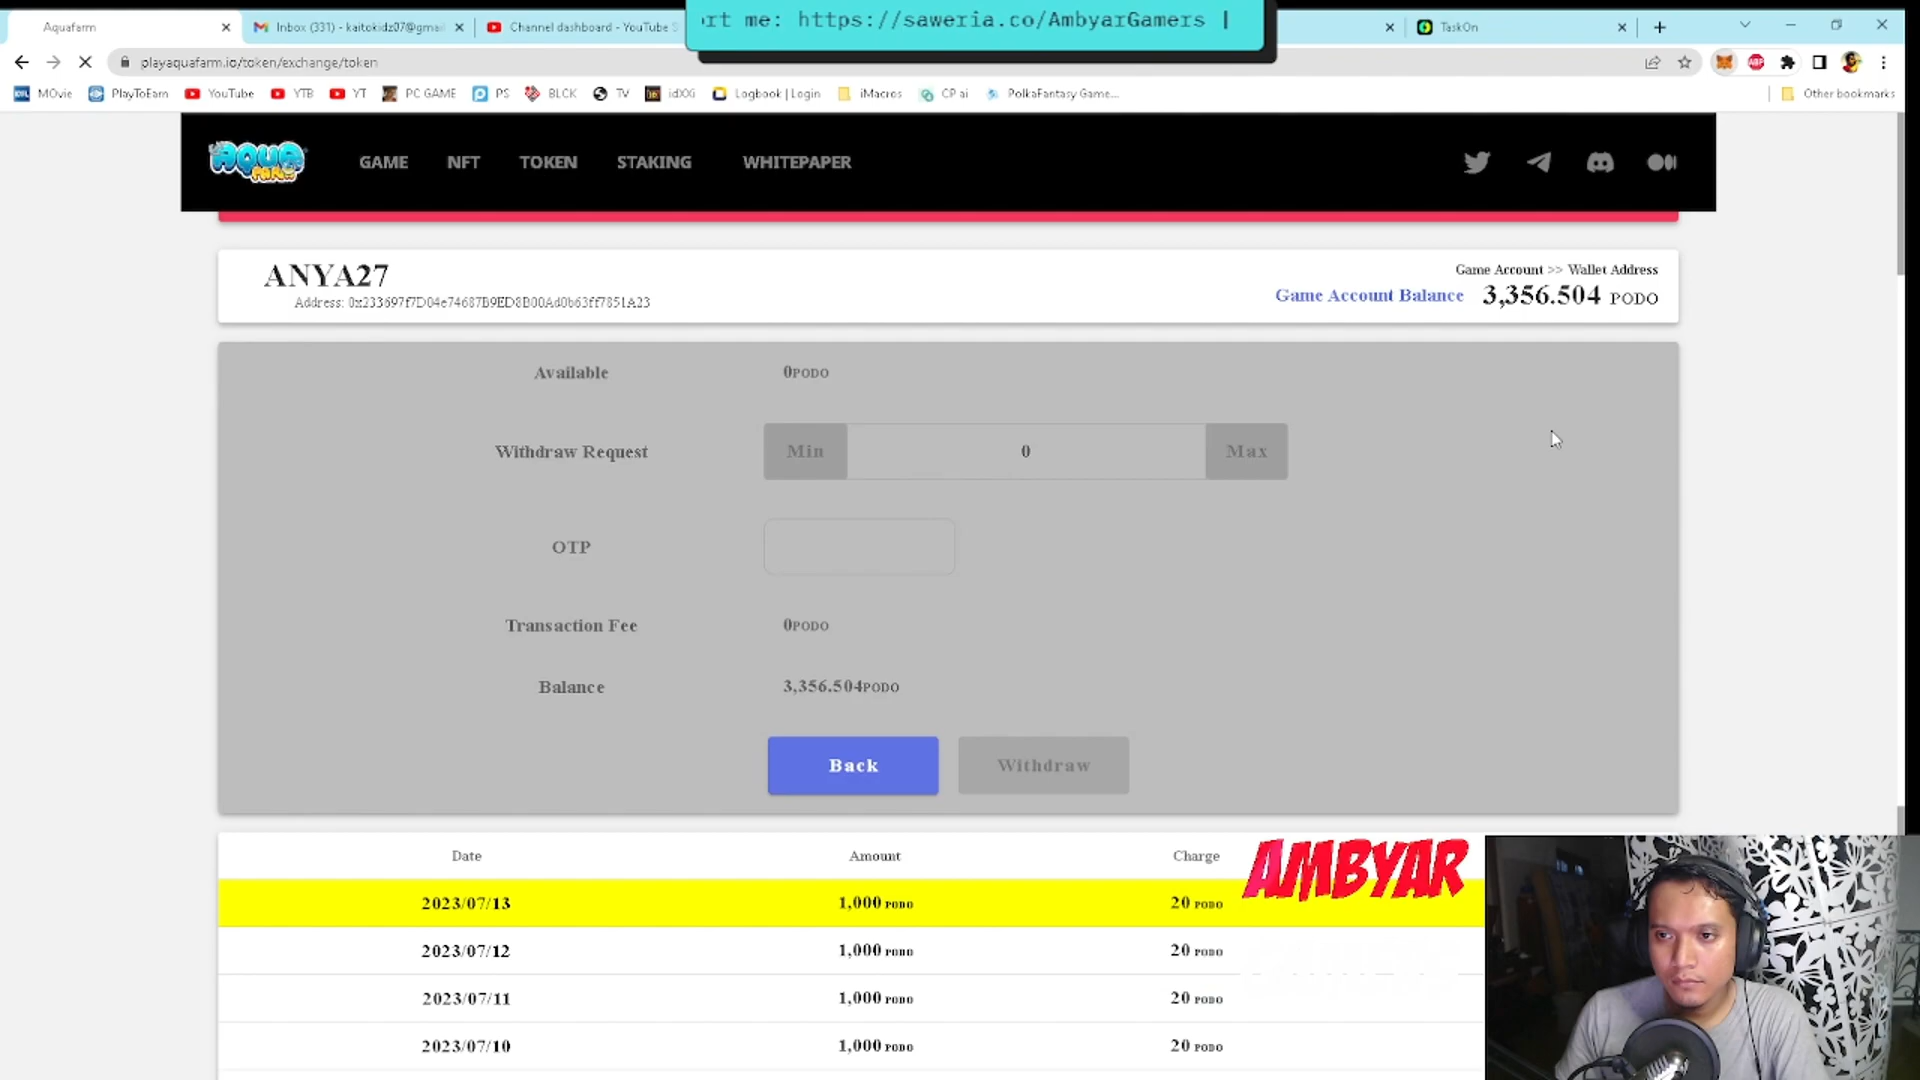 Aquafarm
Inbox (331) - kaitokidz07@gmail
Channel dashboard - YouTube S
rt me: https://saweria.co/AmbyarGamers |
TaskOn
playaquafarm.io/token/exchange/token
MOvie
PlayToEarn
YouTube
YTB
YT
PC GAME
PS
BLCK
TV
idXXi
Logbook | Login
iMacros
CP ai
PolkaFantasy Game...
Other bookmarks
AQUA FARM
GAME
NFT
TOKEN
STAKING
WHITEPAPER
ANYA27
Game Account >> Wallet Address
Address: 0x233697f7D04e74687B9ED8B00Ad0b63ff7851A23
Game Account Balance 3,356.504 PODO
Available 0PODO
Withdraw Request Min 0 Max
OTP
Transaction Fee 0PODO
Balance 3,356.504PODO
Back Withdraw
Date Amount Charge
2023/07/13 1,000 PODO 20 PODO
2023/07/12 1,000 PODO 20 PODO
2023/07/11 1,000 PODO 20 PODO
2023/07/10 1,000 PODO 20 PODO
AMBYAR